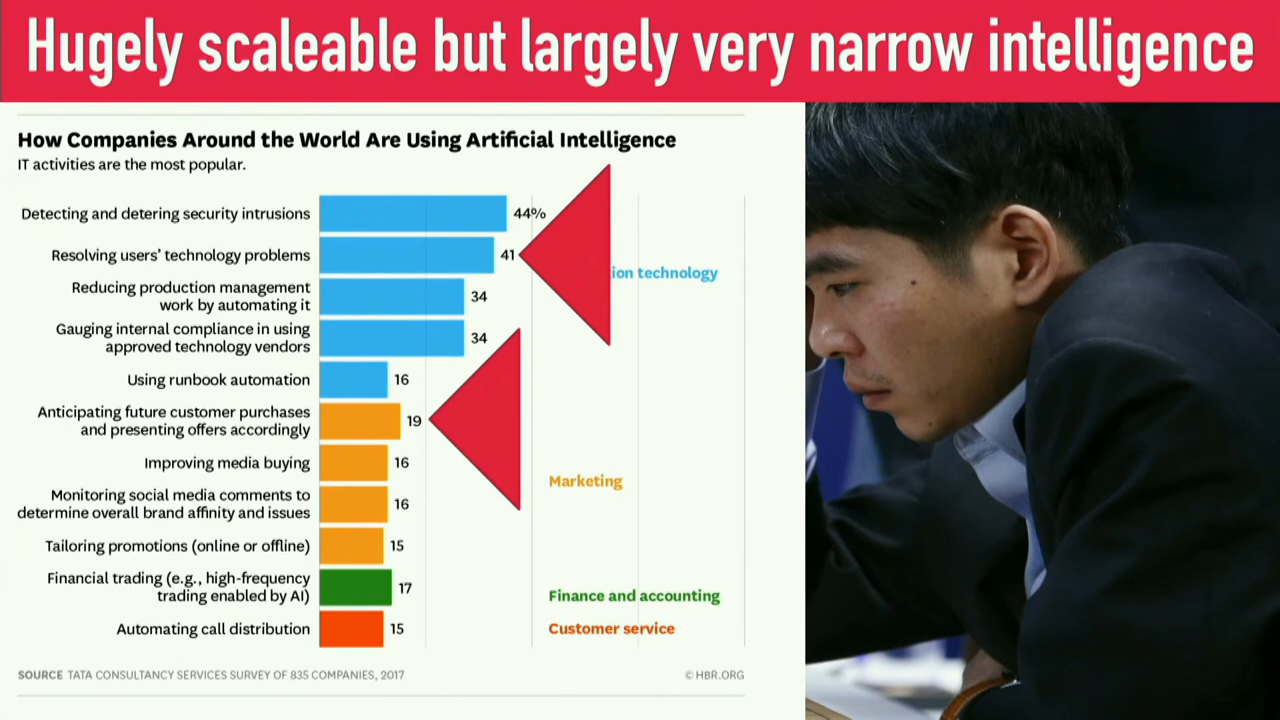 Hugely scaleable but largely very narrow intelligence
How Companies Around the World Are Using Artificial Intelligence
IT activities are the most popular.
Detecting and detering security intrusions 44%
Resolving users’ technology problems 41
ion technology
Reducing production management
work by automating it 34
Gauging internal compliance in using
approved technology vendors 34
Using runbook automation 16
Anticipating future customer purchases
and presenting offers accordingly 19
Improving media buying 16
Marketing
Monitoring social media comments to
determine overall brand affinity and issues 16
Tailoring promotions (online or offline) 15
Financial trading (e.g., high-frequency
trading enabled by AI) 17
Finance and accounting
Automating call distribution 15
Customer service
SOURCE TATA CONSULTANCY SERVICES SURVEY OF 835 COMPANIES, 2017
© HBR.ORG